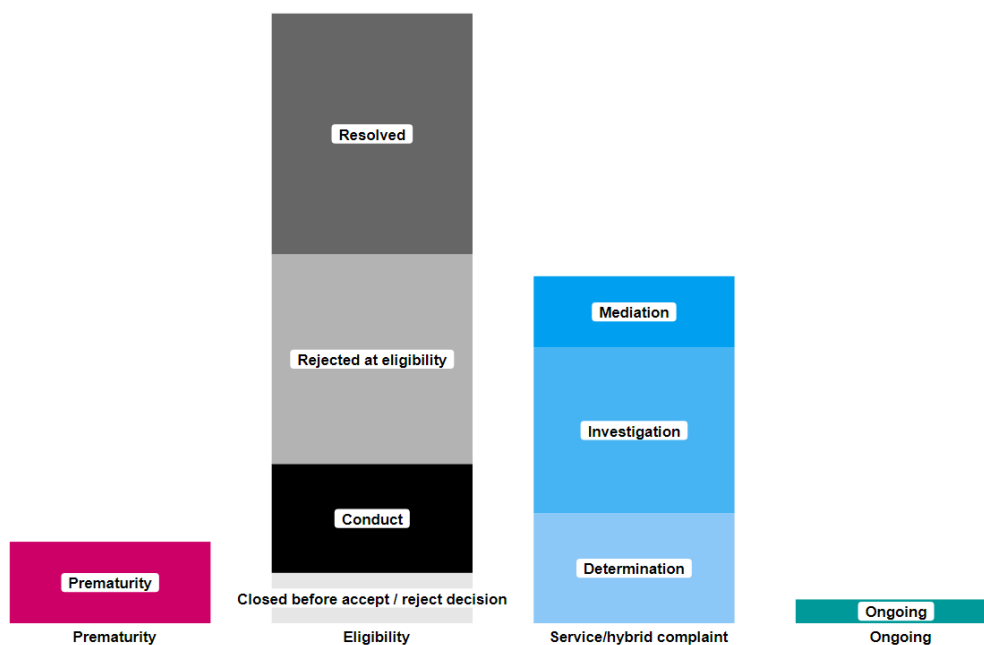 Resolved
Rejected at eligibility
Conduct
Closed before accept / reject decision
Mediation
Investigation
Determination
Prematurity
Ongoing
Prematurity
Eligibility
Service/hybrid complaint
Ongoing